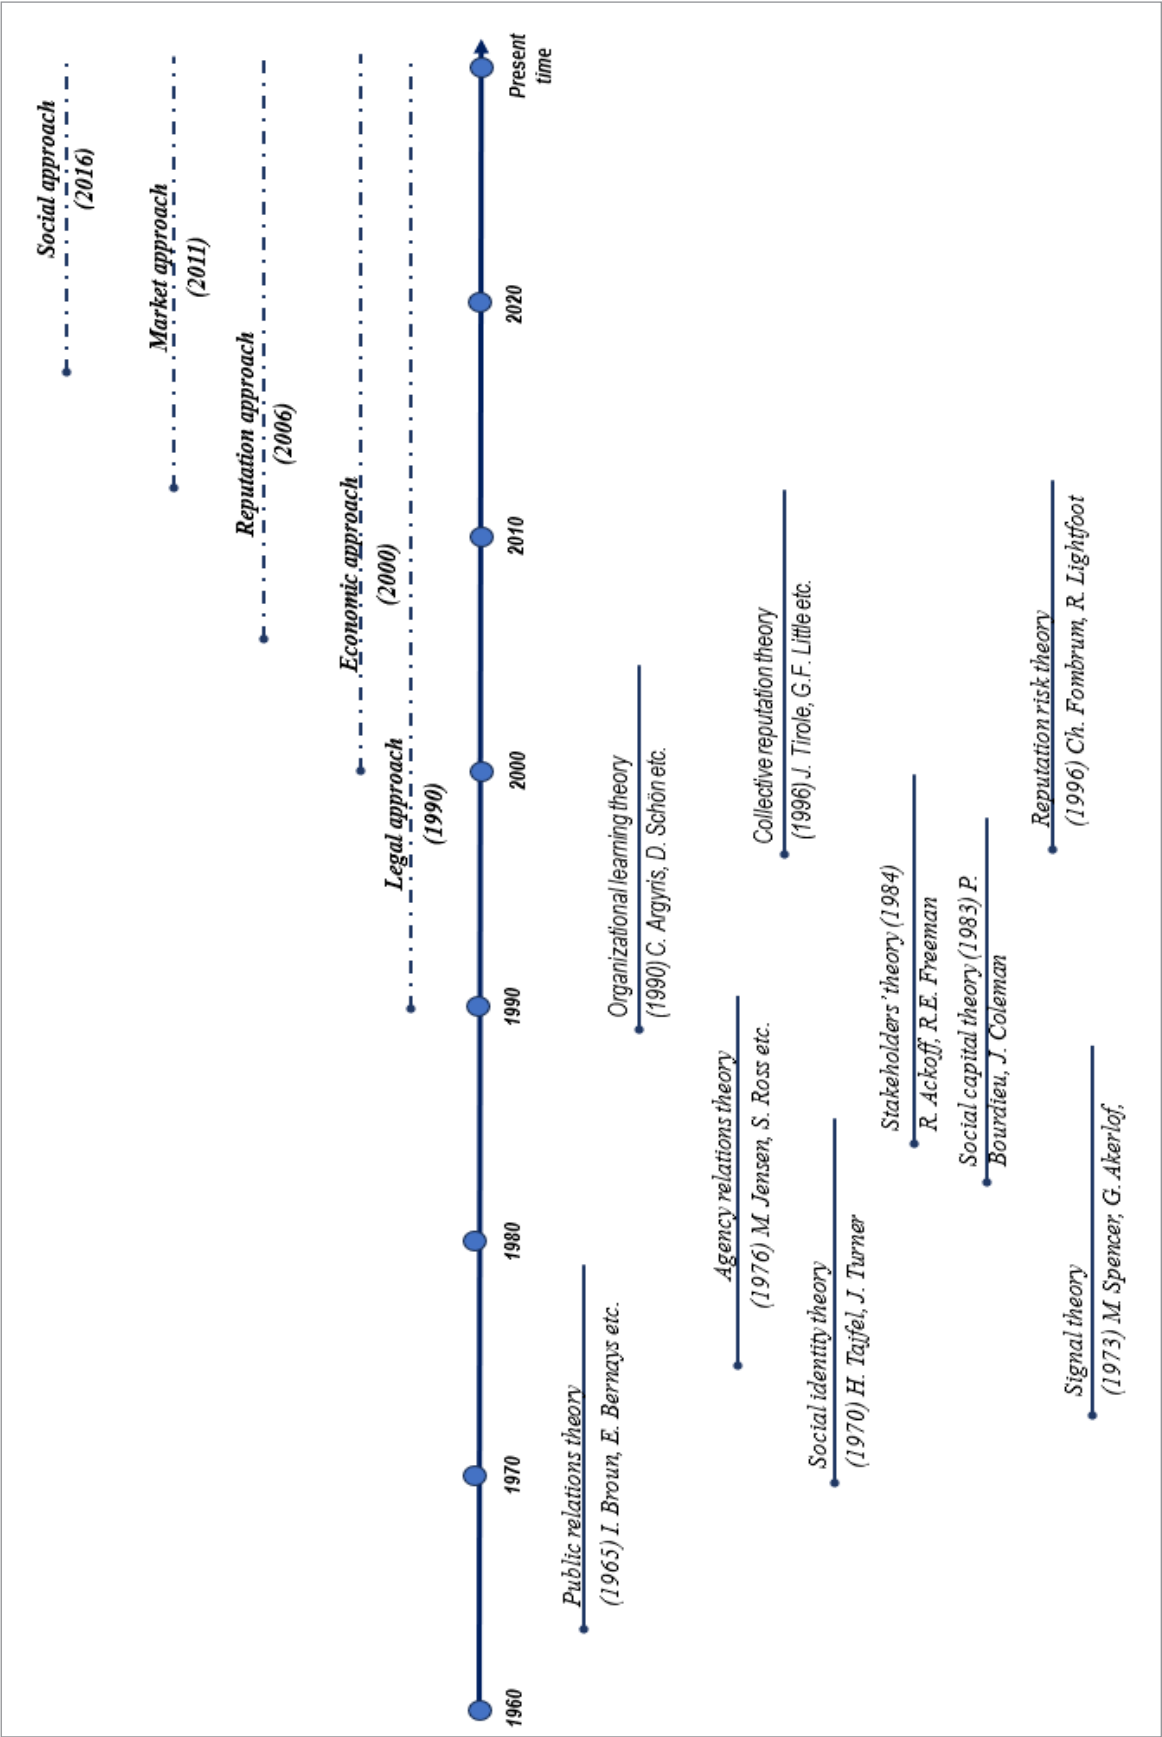 Social approach
(2016)
Market approach
(2011)
Reputation approach
(2006)
Economic approach
(2000)
Legal approach
(1990)
1960
1970
1980
1990
2000
2010
2020
Present
time
Public relations theory
(1965) I. Broun, E. Bernays etc.
Organizational learning theory
(1990) C. Argyris, D. Schön etc.
Agency relations theory
(1976) M. Jensen, S. Ross etc.
Collective reputation theory
(1996) J. Tirole, G.F. Little etc.
Social identity theory
(1970) H. Tajfel, J. Turner
Stakeholders' theory (1984)
R. Ackoff, R.E. Freeman
Social capital theory (1983) P.
Bourdieu, J. Coleman
Reputation risk theory
(1996) Ch. Fombrum, R. Lightfoot
Signal theory
(1973) M. Spencer, G. Akerlof,